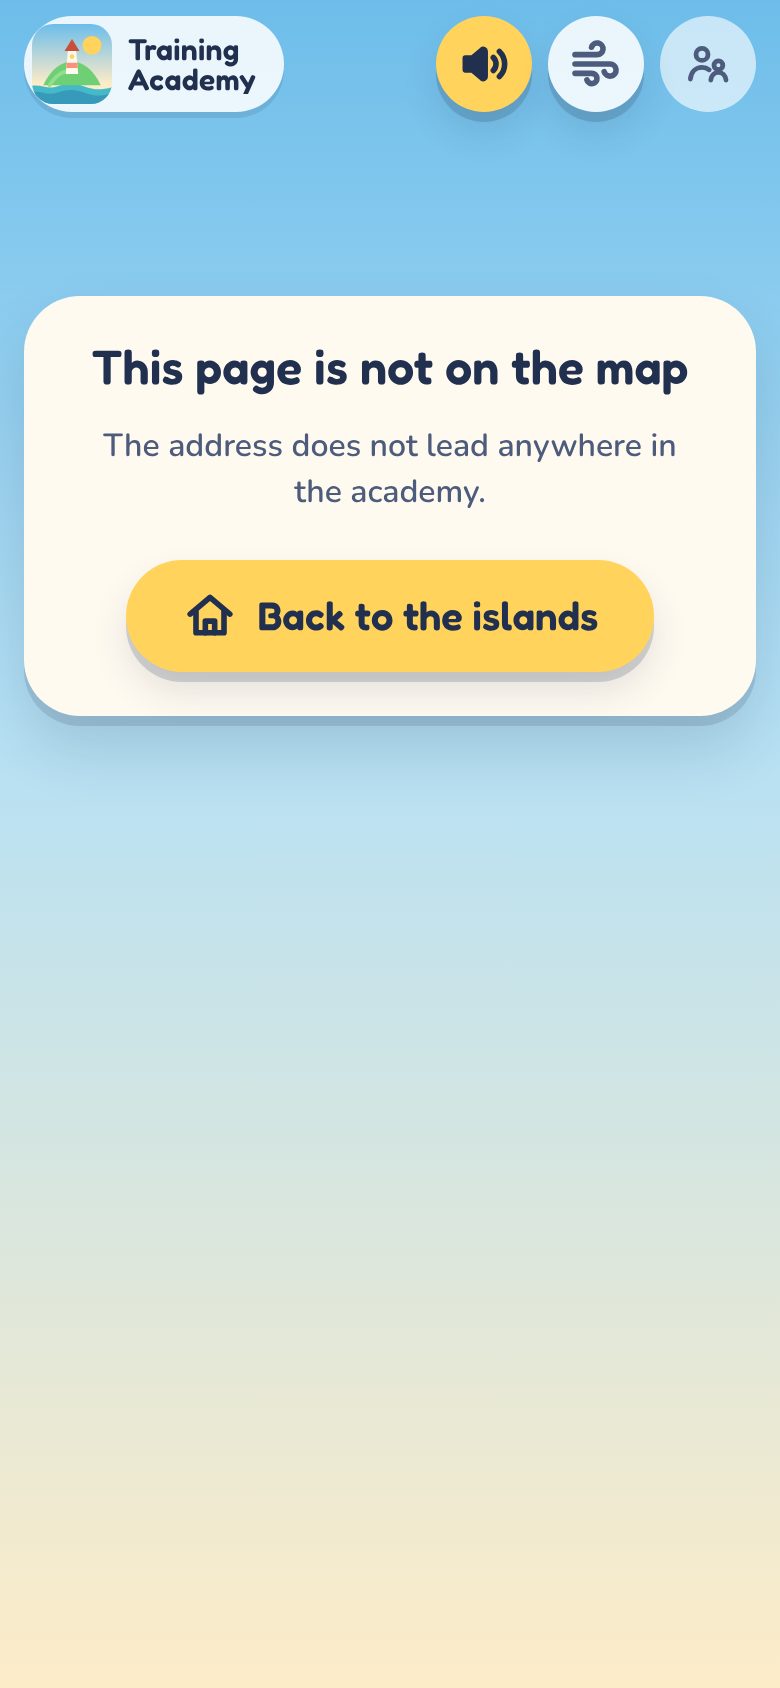 Training
Academy
This page is not on the map
The address does not lead anywhere in
the academy.
Back to the islands